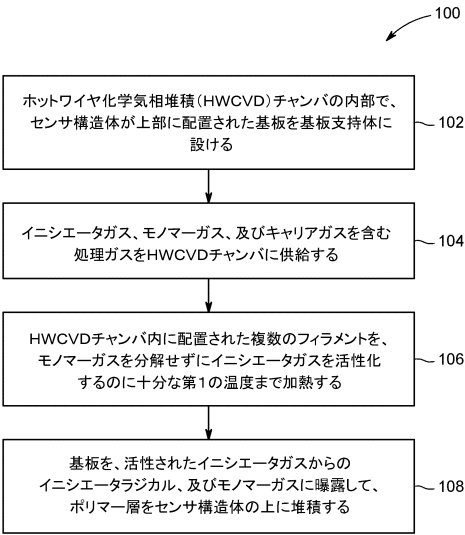 100
ホットワイヤ化学気相堆積(HWCVD)チャンバの内部で、
センサ構造体が上部に配置された基板を基板支持体に
設ける
102
イニシエータガス、モノマーガス、及びキャリアガスを含む
処理ガスをHWCVDチャンバに供給する
104
HWCVDチャンバ内に配置された複数のフィラメントを、
モノマーガスを分解せずにイニシエータガスを活性化
するのに十分な第1の温度まで加熱する
106
基板を、活性されたイニシエータガスからの
イニシエータラジカル、及びモノマーガスに曝露して、
ポリマー層をセンサ構造体の上に堆積する
108